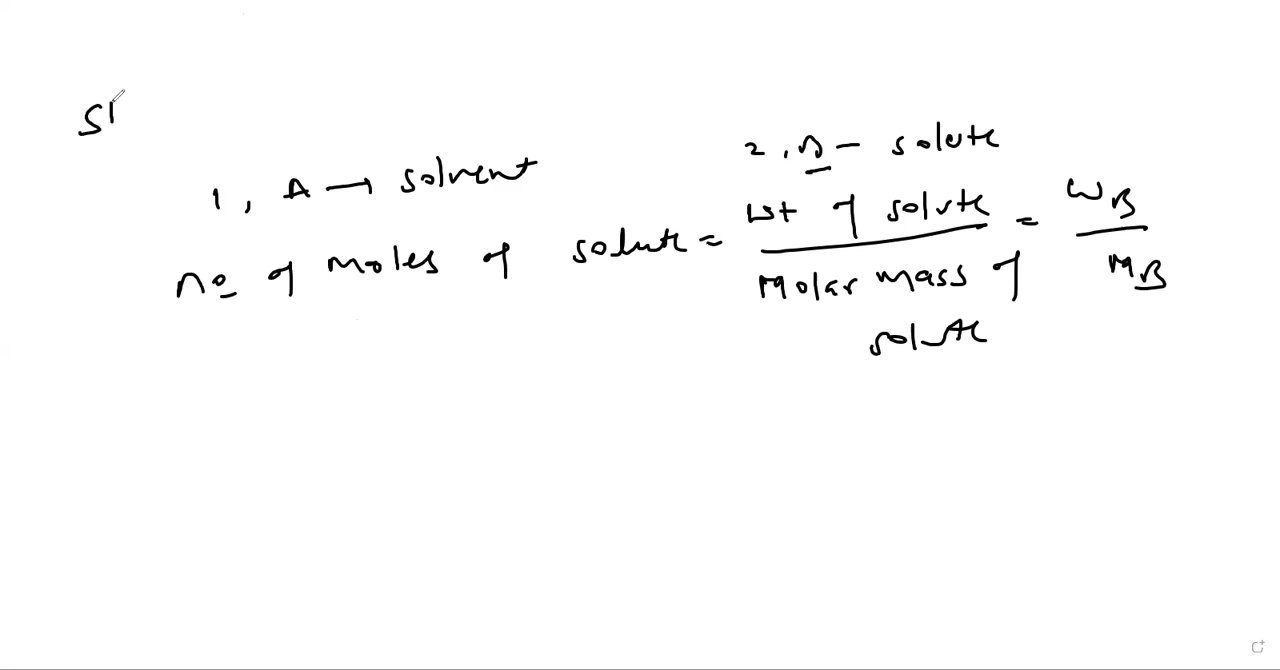 SI
1, A → solvent
2, B - solute
no of moles of solute = wt of solute / Molar mass of solute = WB / MB